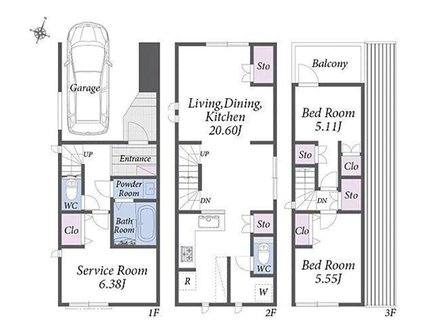 Garage
UP
Entrance
WC
Powder
Room
Bath
Room
Clo
Service Room
6.38J
1F
Sto
Living,Dining,
Kitchen
20.60J
UP
DN
Sto
WC
R
W
2F
Balcony
Bed Room
5.11J
Sto
Clo
DN
Sto
Clo
Bed Room
5.55J
3F